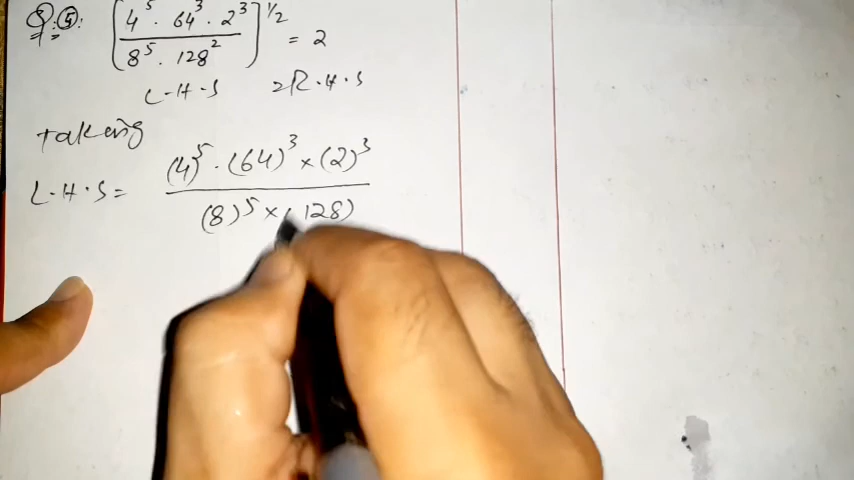 Q:5: [4^5 · 64^3 · 2^3 / 8^5 · 128^2]^1/2 = 2
L-H·S =R·H·S
Taking
L·H·S = (4)^5 · (64)^3 × (2)^3 / (8)^5 × (128)